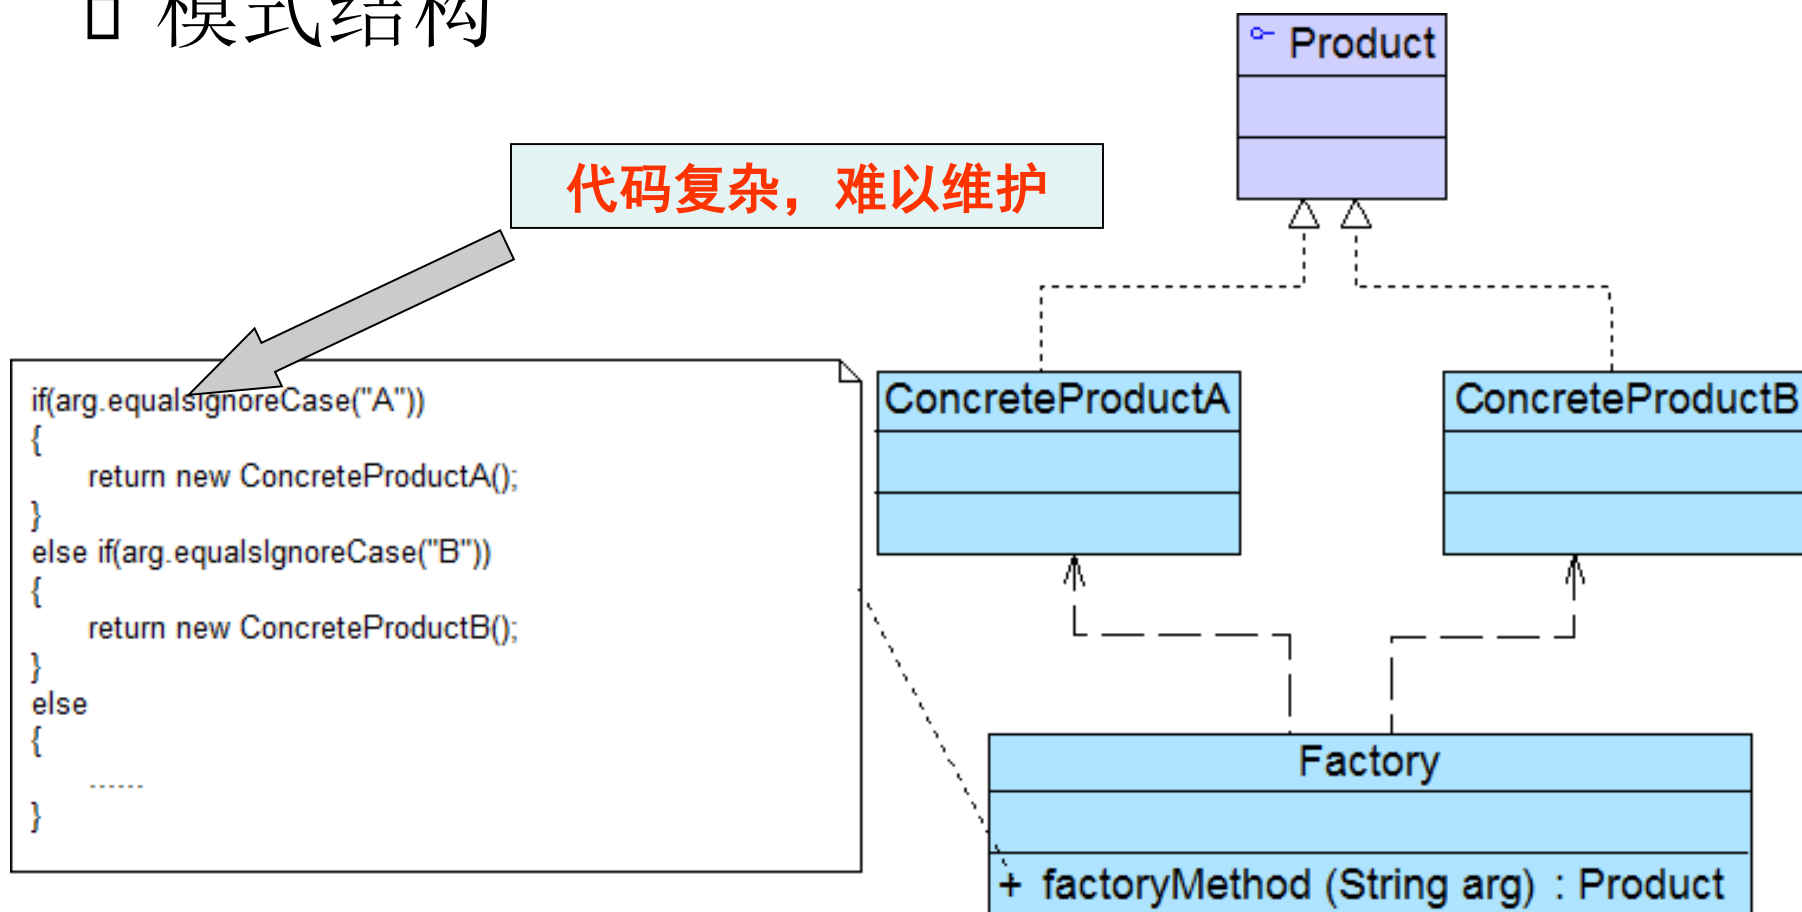 模式结构
Product
代码复杂，难以维护
if(arg.equalsIgnoreCase("A"))
{
return new ConcreteProductA();
}
else if(arg.equalsIgnoreCase("B"))
{
return new ConcreteProductB();
}
else
{
......
}
ConcreteProductA
ConcreteProductB
Factory
+ factoryMethod (String arg) : Product